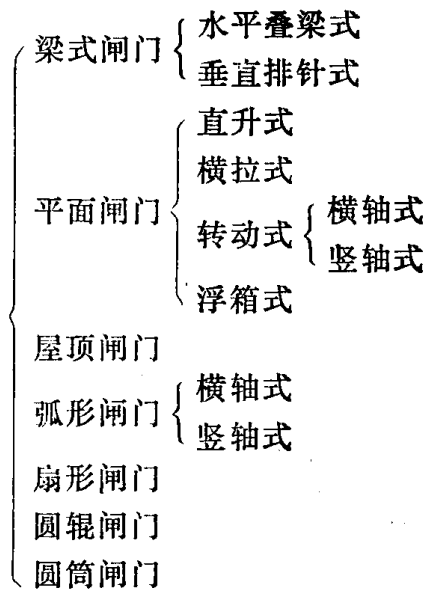 水平叠梁式
梁式闸门
垂直排针式
直升式
横拉式
平面闸门
横轴式
转动式
竖轴式
浮箱式
屋顶闸门
横轴式
弧形闸门
竖轴式
扇形闸门
圆辊闸门
圆筒闸门